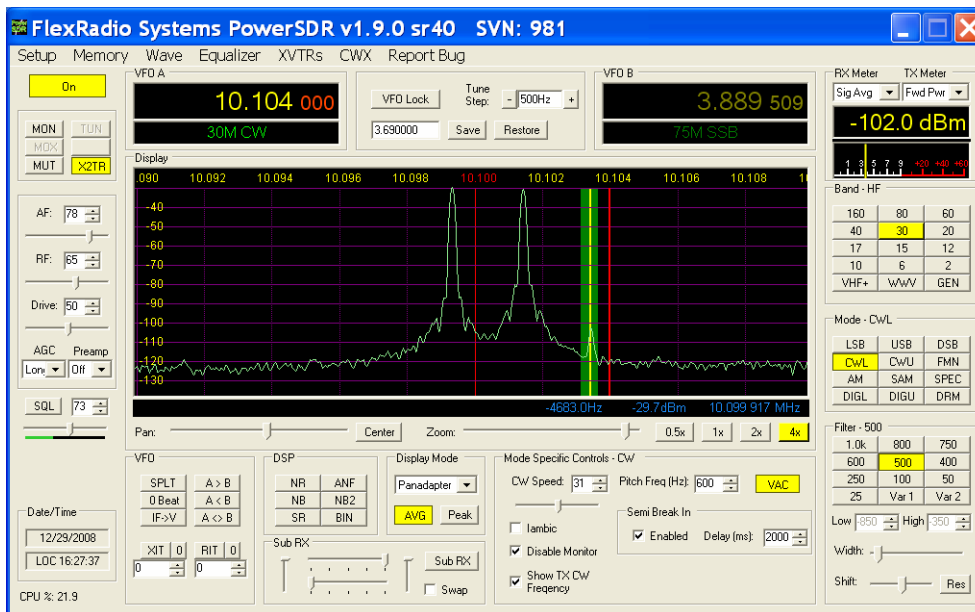 FlexRadio Systems PowerSDR v1.9.0 sr40 SVN: 981
Setup Memory Wave Equalizer XVTRs CWX Report Bug
On
MON TUN
MOX
MUT X2TR
AF: 78
RF: 65
Drive: 50
AGC Preamp
Long Off
SQL 73
Date/Time
12/29/2008
LOC 16:27:37
CPU %: 21.9
VFO A
10.104 000
30M CW
VFO Lock
Tune Step: - 500Hz +
3.690000 Save Restore
VFO B
3.889 509
75M SSB
RX Meter TX Meter
Sig Avg Fwd Pwr
-102.0 dBm
1 3 5 7 9 +20 +40 +60
Display
.090 10.092 10.094 10.096 10.098 10.100 10.102 10.104 10.106 10.108 1
-40
-50
-60
-70
-80
-90
-100
-110
-120
-130
-4683.0Hz -29.7dBm 10.099 917 MHz
Pan: Center Zoom: 0.5x 1x 2x 4x
VFO
SPLT A > B
0 Beat A < B
IF->V A <> B
XIT 0 RIT 0
0 0
DSP
NR ANF
NB NB2
SR BIN
Display Mode
Panadapter
AVG Peak
Sub RX
Sub RX
Swap
Mode Specific Controls - CW
CW Speed: 31 Pitch Freq (Hz): 600 VAC
Iambic
Disable Monitor
Show TX CW Freqency
Semi Break In
Enabled Delay (ms): 2000
Band - HF
160 80 60
40 30 20
17 15 12
10 6 2
VHF+ WWV GEN
Mode - CWL
LSB USB DSB
CWL CWU FMN
AM SAM SPEC
DIGL DIGU DRM
Filter - 500
1.0k 800 750
600 500 400
250 100 50
25 Var 1 Var 2
Low -850 High -350
Width:
Shift: Res